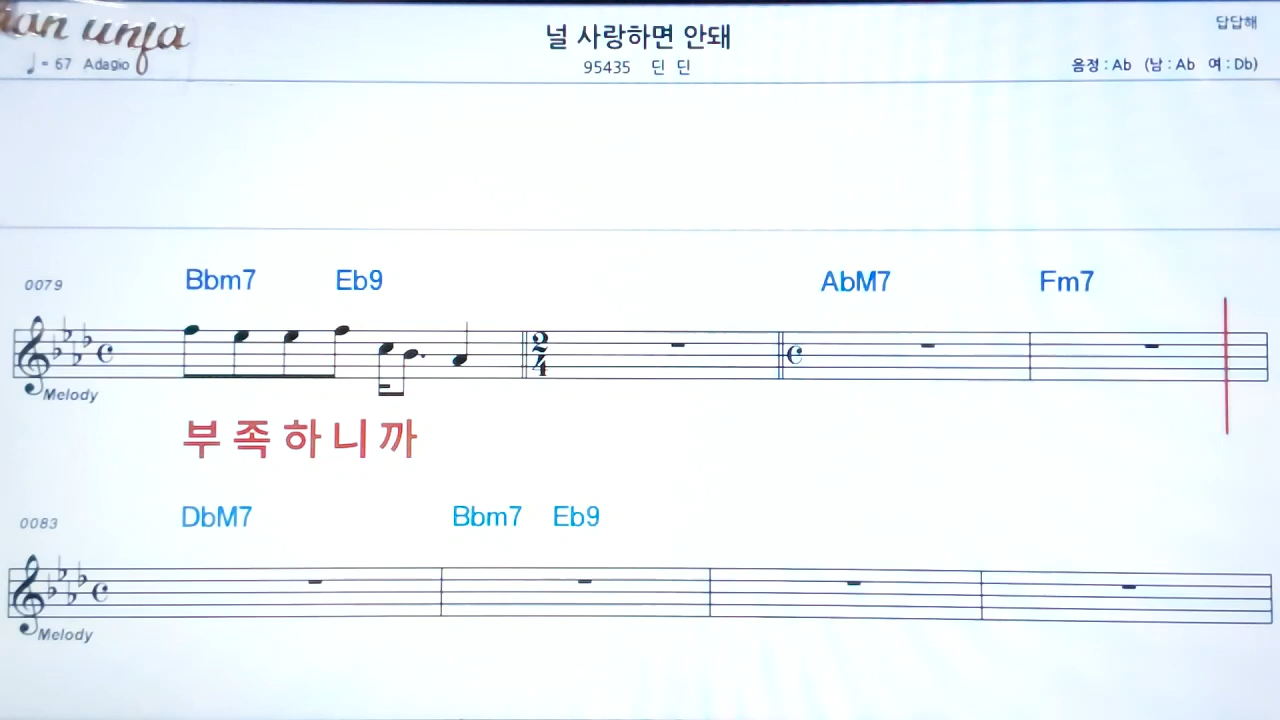 답답해
널 사랑하면 안돼
♩= 67 Adagio
95435 딘 딘
음정 : Ab (남 : Ab 여 : Db)
0079 Bbm7 Eb9 AbM7 Fm7
2
4
Melody
부 족 하 니 까
0083 DbM7 Bbm7 Eb9
Melody